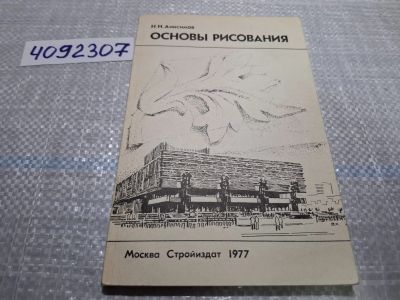 4092307
Н.Н.Анисимов
ОСНОВЫ РИСОВАНИЯ
Москва Стройиздат 1977